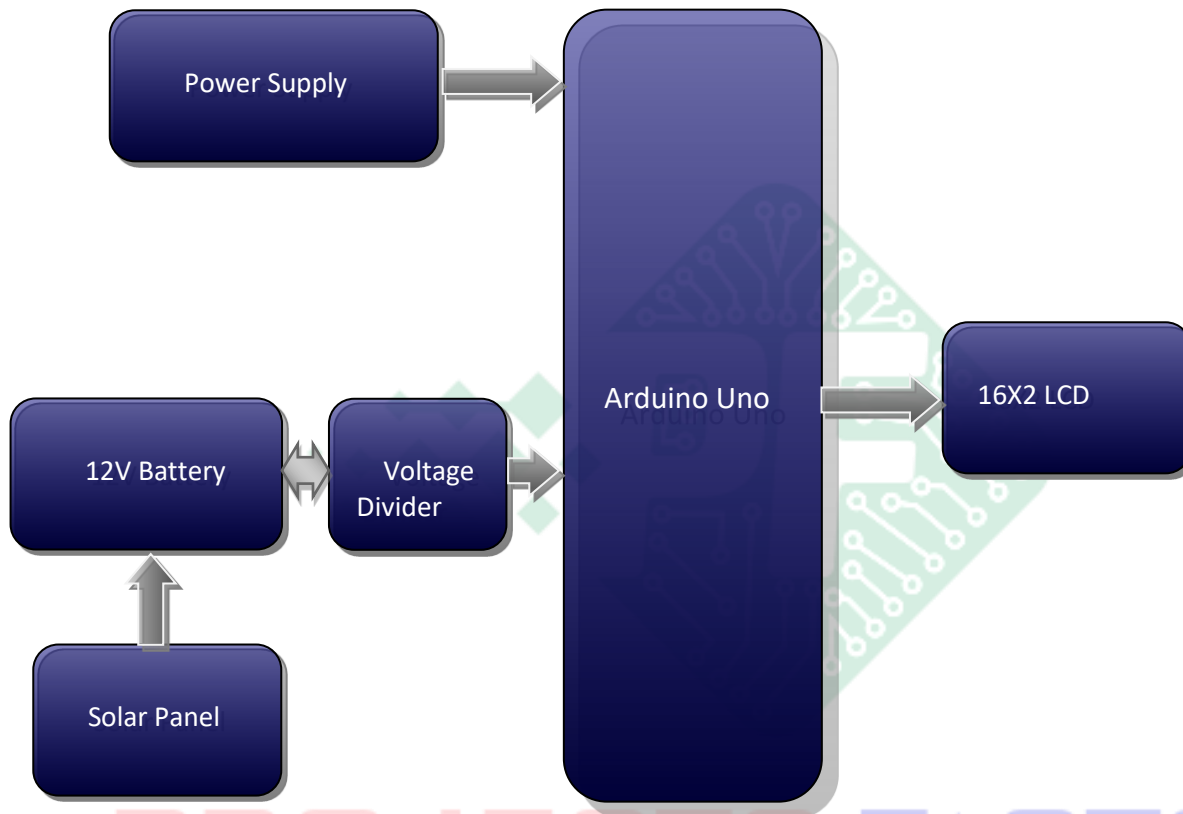 Power Supply
Arduino Uno
16X2 LCD
12V Battery
Voltage
Divider
Solar Panel